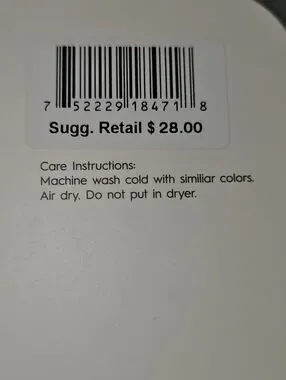 7 52229 18471 8
Sugg. Retail $ 28.00
Care Instructions:
Machine wash cold with similiar colors.
Air dry. Do not put in dryer.